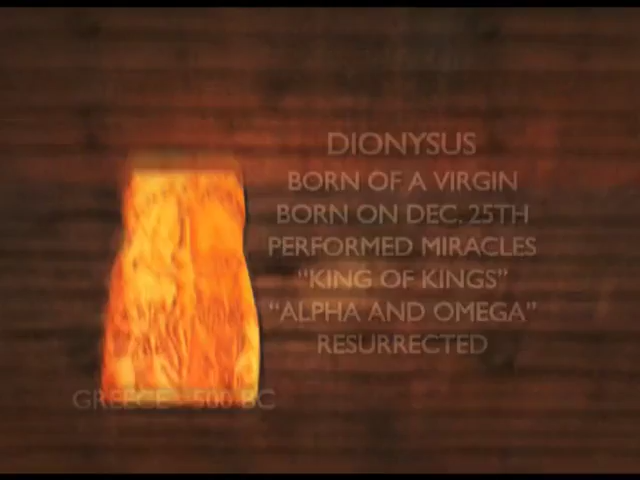 DIONYSUS
BORN OF A VIRGIN
BORN ON DEC. 25TH
PERFORMED MIRACLES
"KING OF KINGS"
"ALPHA AND OMEGA"
RESURRECTED
GREECE - 500 BC